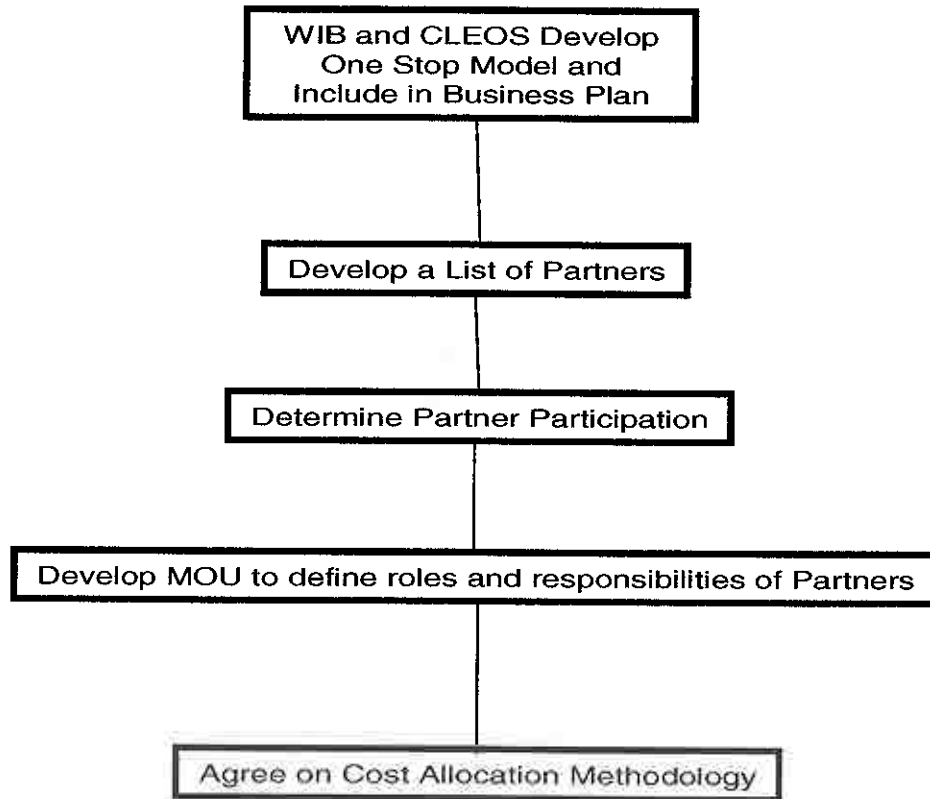 WIB and CLEOS Develop
One Stop Model and
Include in Business Plan
Develop a List of Partners
Determine Partner Participation
Develop MOU to define roles and responsibilities of Partners
Agree on Cost Allocation Methodology